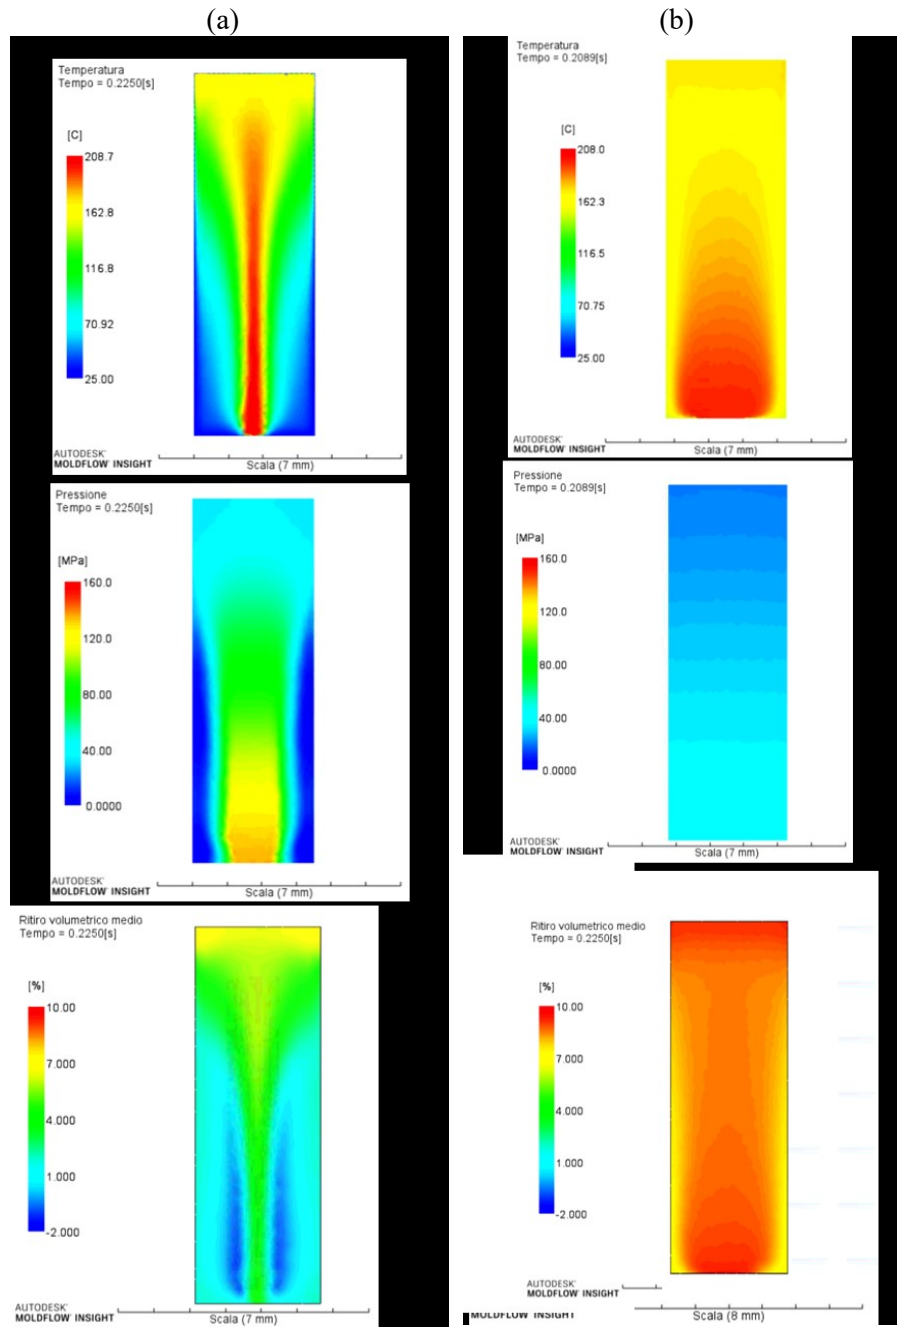 (a)
Temperatura
Tempo = 0.2250[s]
[C]
208.7
162.8
116.8
70.92
25.00
AUTODESK®
MOLDFLOW® INSIGHT
Scala (7 mm)
Pressione
Tempo = 0.2250[s]
[MPa]
160.0
120.0
80.00
40.00
0.0000
AUTODESK®
MOLDFLOW® INSIGHT
Scala (7 mm)
Ritiro volumetrico medio
Tempo = 0.2250[s]
[%]
10.00
7.000
4.000
1.000
-2.000
AUTODESK®
MOLDFLOW® INSIGHT
Scala (7 mm)
(b)
Temperatura
Tempo = 0.2089[s]
[C]
208.0
162.3
116.5
70.75
25.00
AUTODESK®
MOLDFLOW® INSIGHT
Scala (7 mm)
Pressione
Tempo = 0.2089[s]
[MPa]
160.0
120.0
80.00
40.00
0.0000
AUTODESK®
MOLDFLOW® INSIGHT
Scala (7 mm)
Ritiro volumetrico medio
Tempo = 0.2250[s]
[%]
10.00
7.000
4.000
1.000
-2.000
AUTODESK®
MOLDFLOW® INSIGHT
MOLDFLOW® INSIGHT
Scala (8 mm)